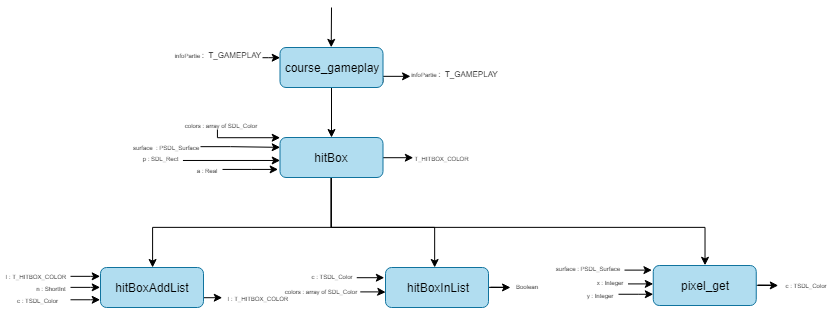 infoPartie : T_GAMEPLAY
course_gameplay
infoPartie : T_GAMEPLAY
colors : array of SDL_Color
surface : PSDL_Surface
p : SDL_Rect
a : Real
hitBox
T_HITBOX_COLOR
l : T_HITBOX_COLOR
n : ShortInt
c : TSDL_Color
hitBoxAddList
l : T_HITBOX_COLOR
c : TSDL_Color
colors : array of SDL_Color
hitBoxInList
Boolean
surface : PSDL_Surface
x : Integer
y : Integer
pixel_get
c : TSDL_Color